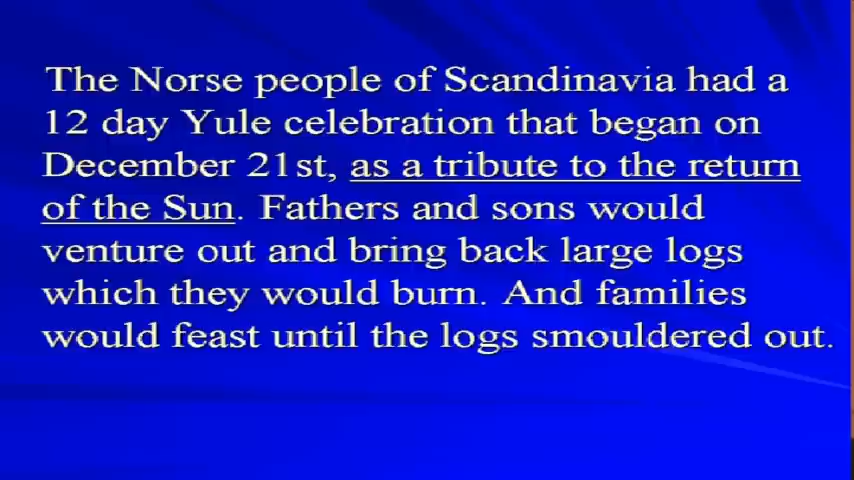 The Norse people of Scandinavia had a
12 day Yule celebration that began on
December 21st, as a tribute to the return
of the Sun. Fathers and sons would
venture out and bring back large logs
which they would burn. And families
would feast until the logs smouldered out.